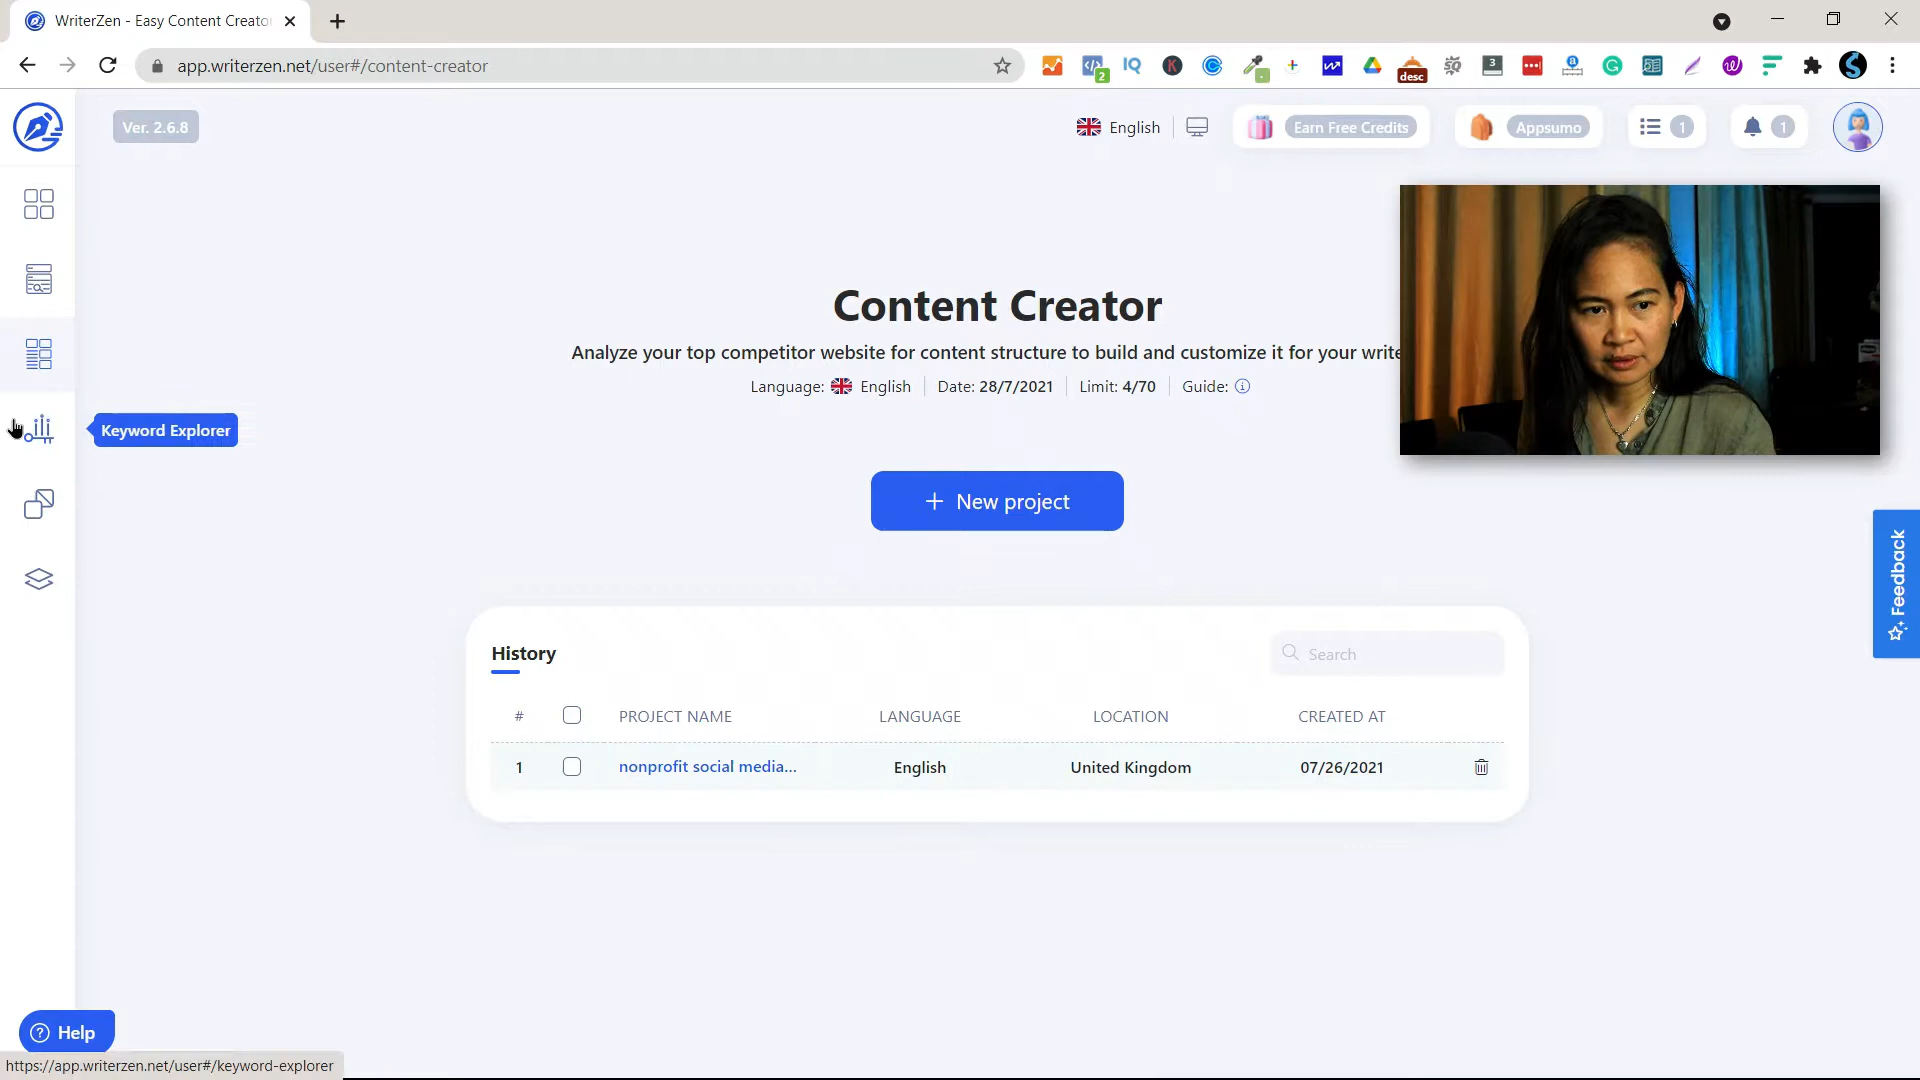 WriterZen - Easy Content Creato
app.writerzen.net/user#/content-creator
2
desc
3
Ver. 2.6.8
English
Earn Free Credits
Appsumo
1
1
Content Creator
Analyze your top competitor website for content structure to build and customize it for your write
Language: English
Date: 28/7/2021
Limit: 4/70
Guide:
Keyword Explorer
+ New project
Feedback
History
Search
# PROJECT NAME LANGUAGE LOCATION CREATED AT
1 nonprofit social media... English United Kingdom 07/26/2021
Help
https://app.writerzen.net/user#/keyword-explorer